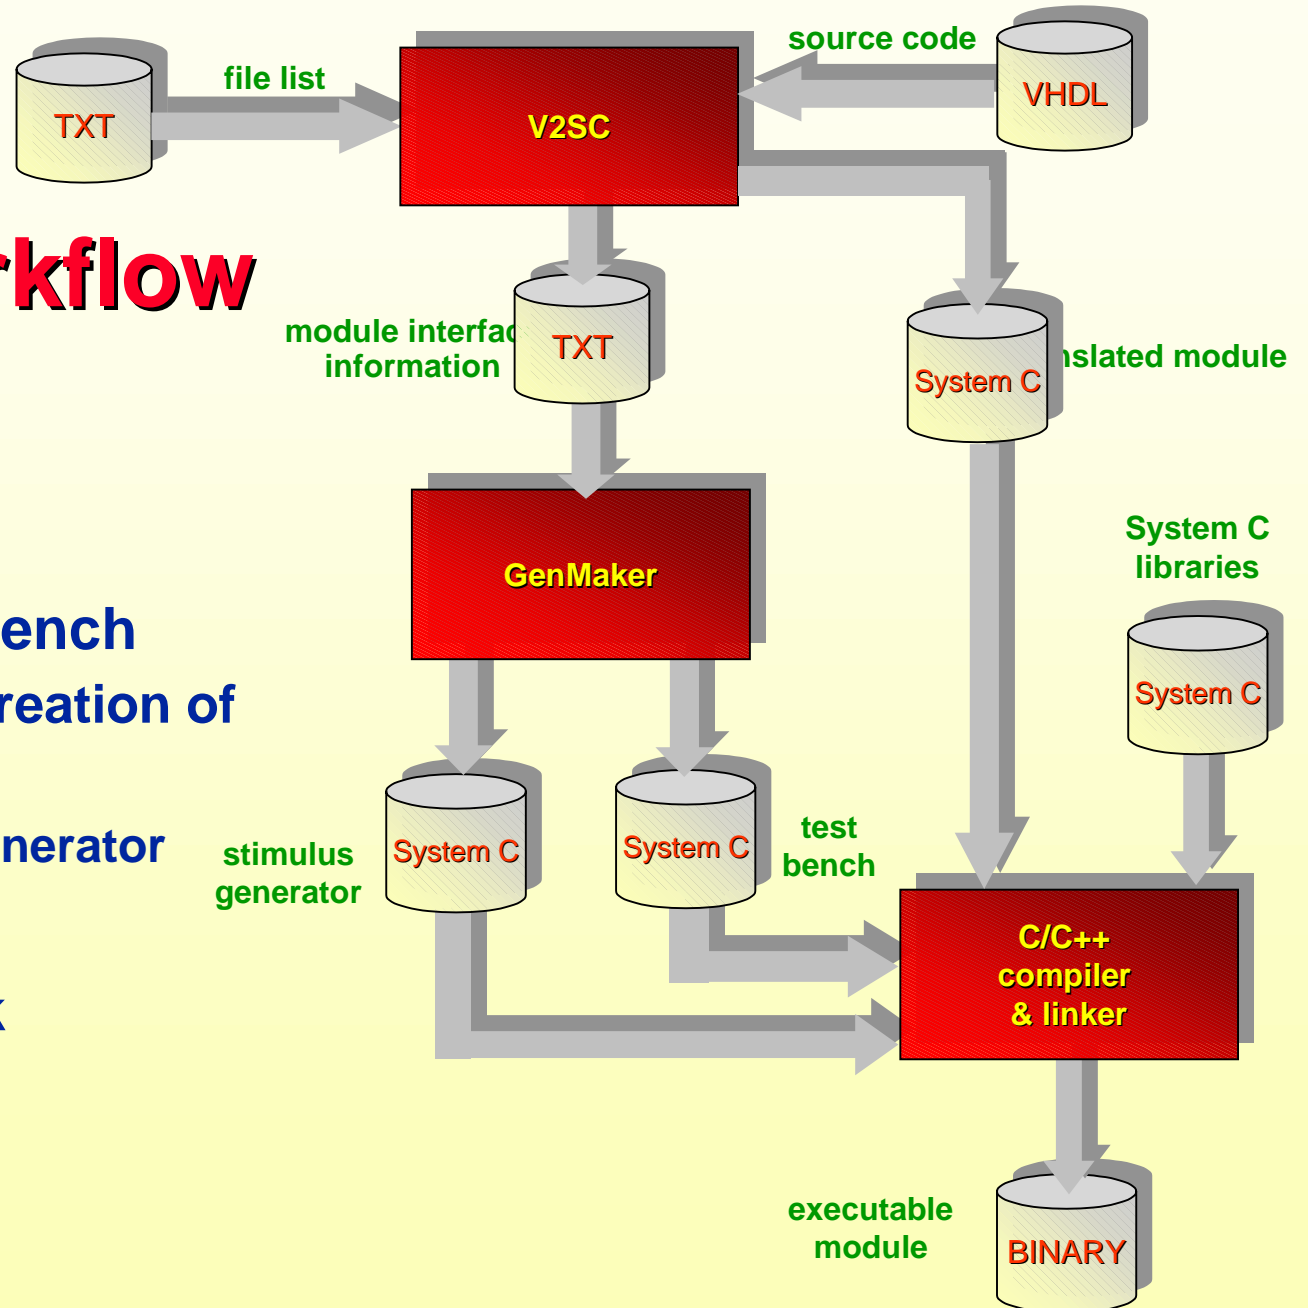 source code
file list
TXT
V2SC
VHDL
rkflow
module interfac
information
TXT
System C
nslated module
System C
libraries
GenMaker
ench
reation of
System C
nerator
stimulus
generator
System C
System C
test
bench
k
C/C++
compiler
& linker
executable
module
BINARY